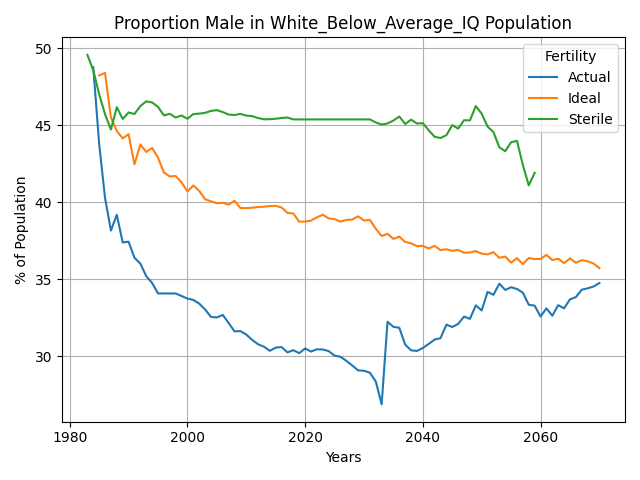 Proportion Male in White_Below_Average_IQ Population
% of Population
50
45
40
35
30
1980
2000
2020
2040
2060
Years
Fertility
Actual
Ideal
Sterile